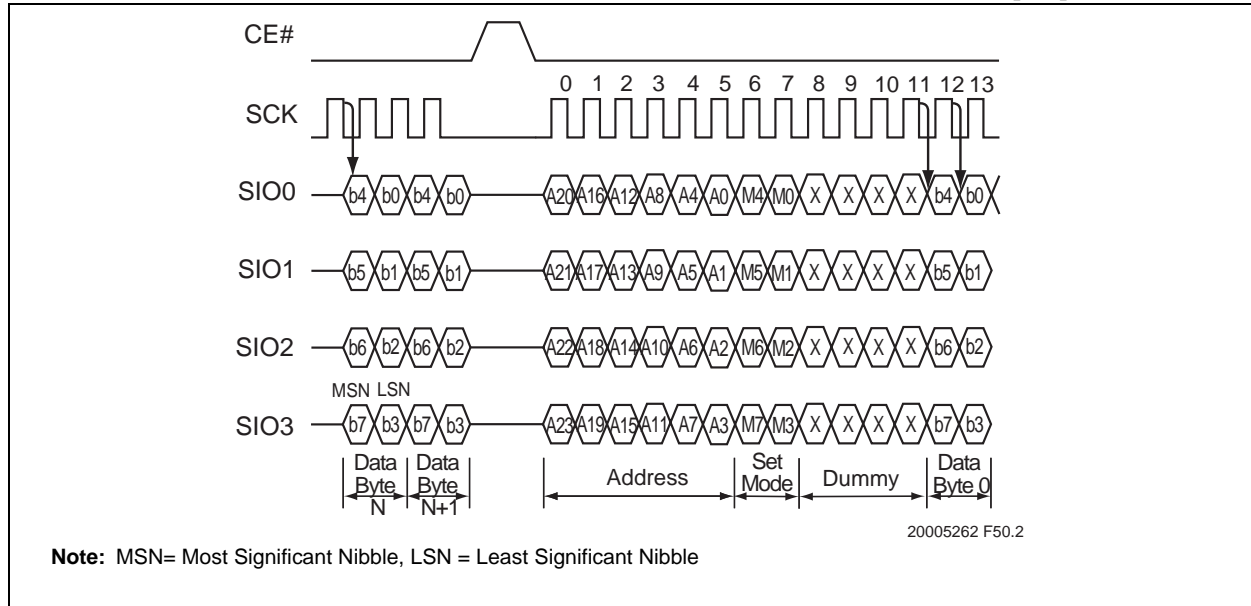 CE#
0 1 2 3 4 5 6 7 8 9 10 11 12 13
SCK
SIO0 b4 b0 b4 b0 A20 A16 A12 A8 A4 A0 M4 M0 X X X X b4 b0
SIO1 b5 b1 b5 b1 A21 A17 A13 A9 A5 A1 M5 M1 X X X X b5 b1
SIO2 b6 b2 b6 b2 A22 A18 A14 A10 A6 A2 M6 M2 X X X X b6 b2
MSN LSN
SIO3 b7 b3 b7 b3 A23 A19 A15 A11 A7 A3 M7 M3 X X X X b7 b3
Data Byte N
Data Byte N+1
Address
Set Mode
Dummy
Data Byte 0
20005262 F50.2
Note: MSN= Most Significant Nibble, LSN = Least Significant Nibble